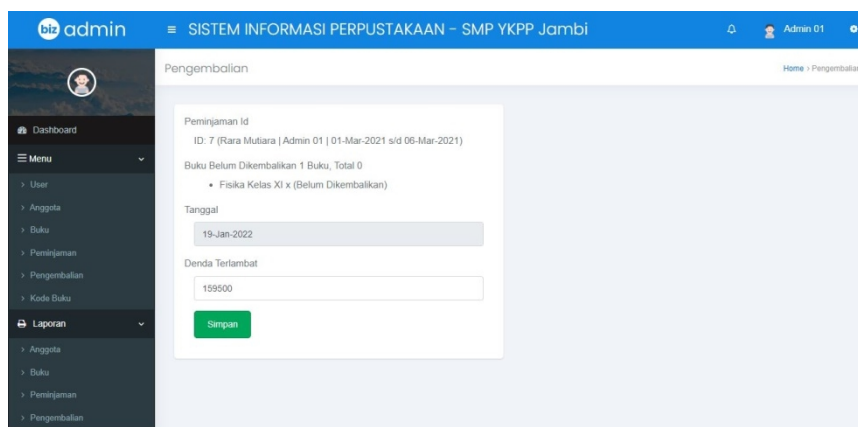 biz admin
SISTEM INFORMASI PERPUSTAKAAN - SMP YKPP Jambi
Admin 01
Pengembalian
Home > Pengembalian
Dashboard
Menu
> User
> Anggota
> Buku
> Peminjaman
> Pengembalian
> Kode Buku
Laporan
> Anggota
> Buku
> Peminjaman
> Pengembalian
Peminjaman Id
ID: 7 (Rara Mutiara | Admin 01 | 01-Mar-2021 s/d 06-Mar-2021)
Buku Belum Dikembalikan 1 Buku, Total 0
• Fisika Kelas XI x (Belum Dikembalikan)
Tanggal
19-Jan-2022
Denda Terlambat
159500
Simpan